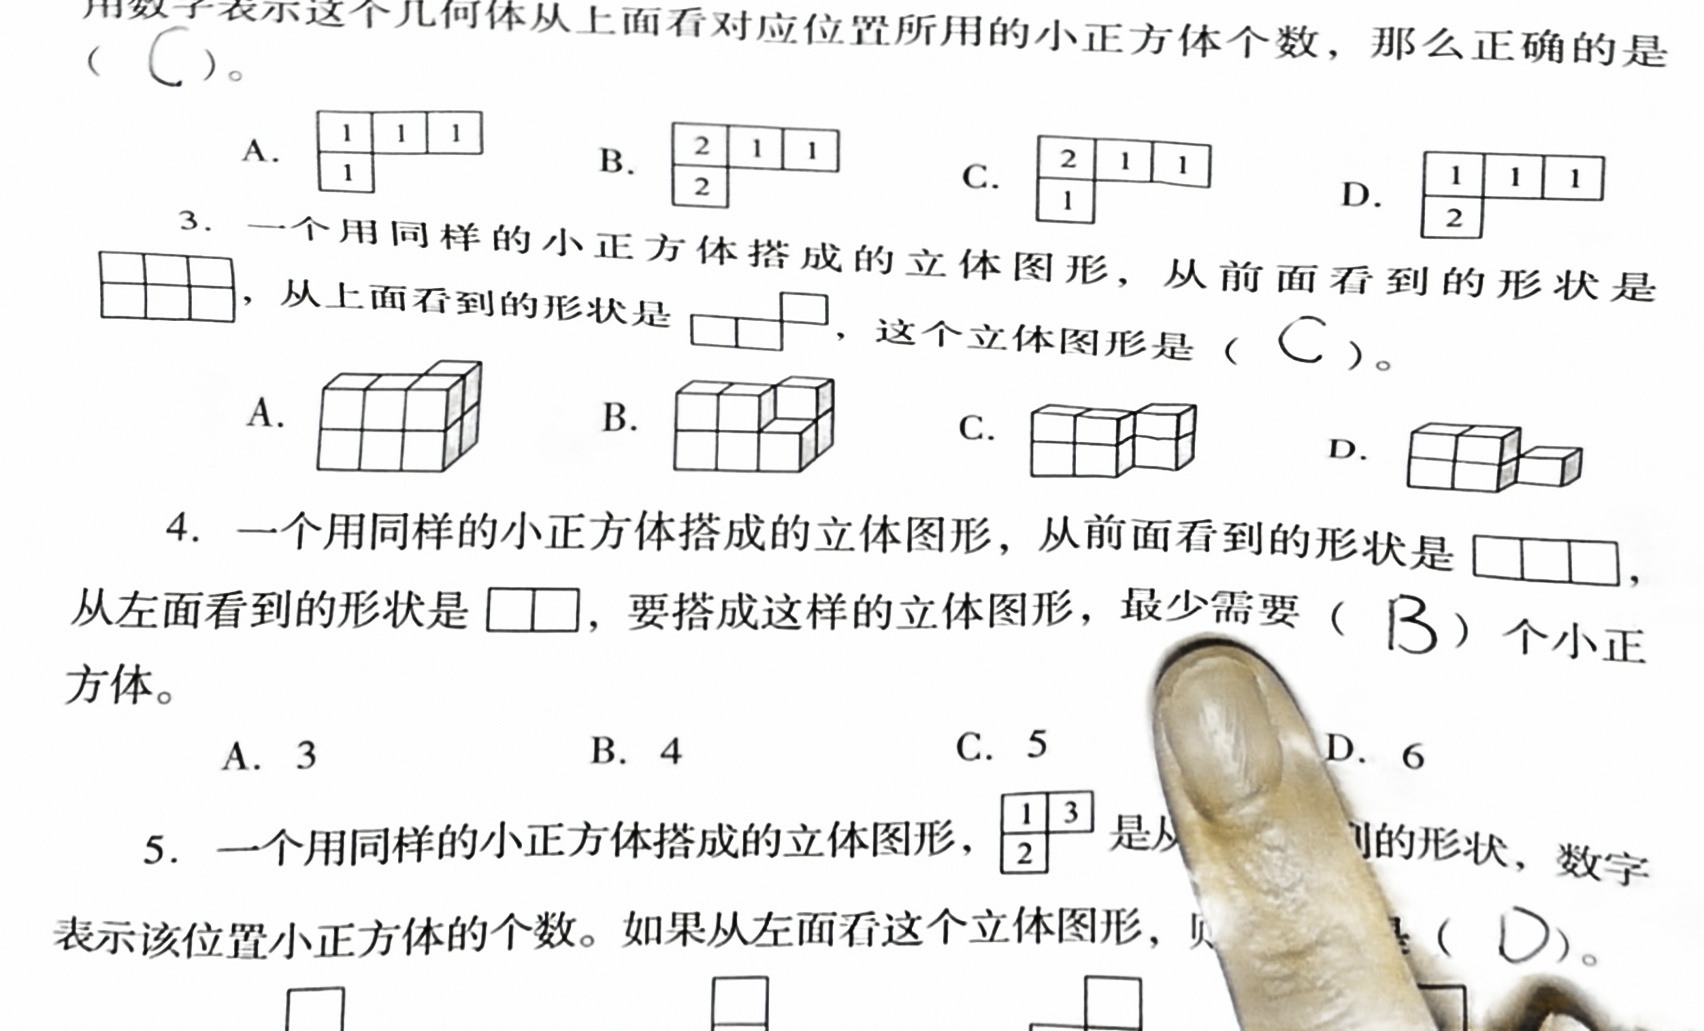 用数字表示这个几何体从上面看对应位置所用的小正方体个数，那么正确的是
（ C ）。
A. 1 1 1 1 B. 2 1 1 2 C. 2 1 1 1 D. 1 1 1 2
3. 一个用同样的小正方体搭成的立体图形，从前面看到的形状是
，从上面看到的形状是 ，这个立体图形是（ C ）。
A. B. C. D.
4. 一个用同样的小正方体搭成的立体图形，从前面看到的形状是 ，
从左面看到的形状是 ，要搭成这样的立体图形，最少需要（ B ）个小正
方体。
A. 3 B. 4 C. 5 D. 6
5. 一个用同样的小正方体搭成的立体图形， 1 3 2 是从 的形状，数字
表示该位置小正方体的个数。如果从左面看这个立体图形， （ D ）。